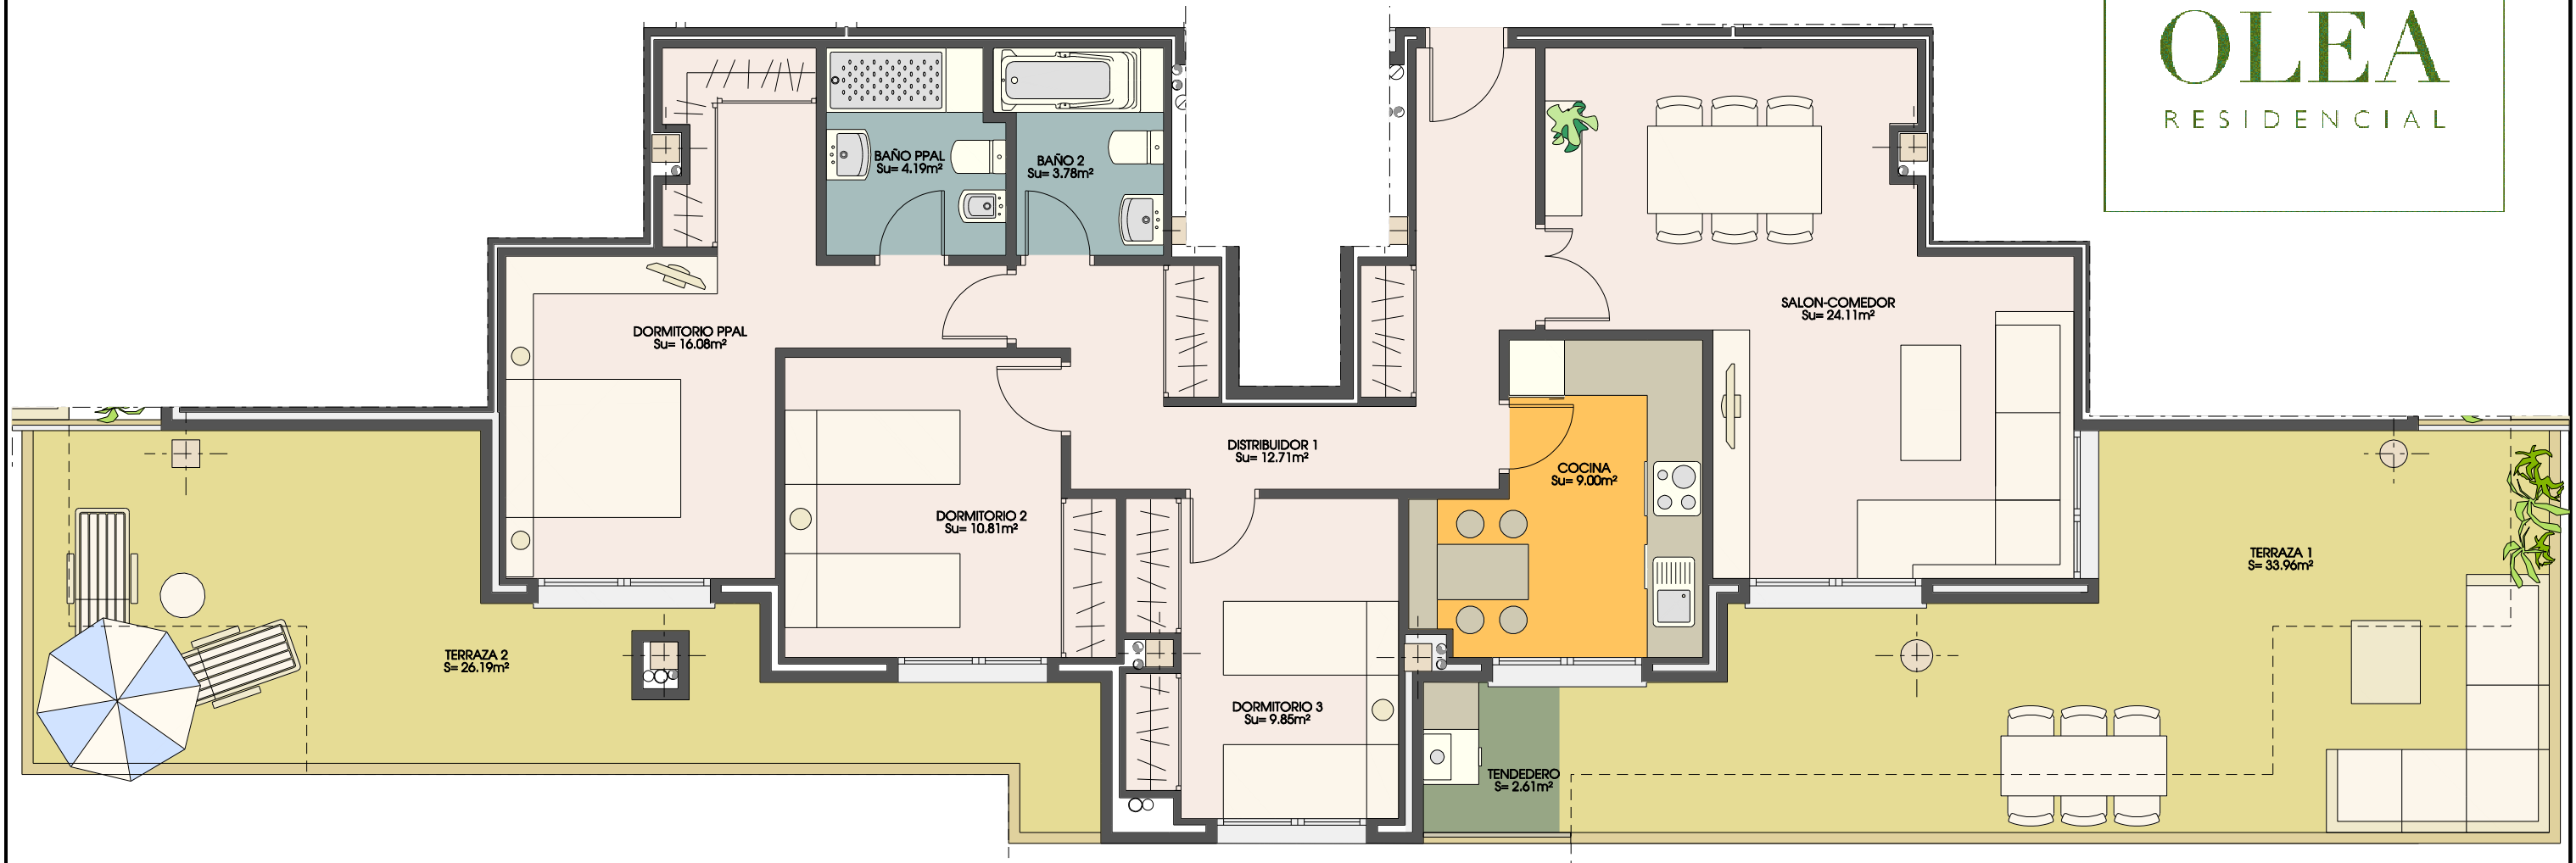 OLEA
RESIDENCIAL
BAÑO PPAL
Su= 4.19m²
BAÑO 2
Su= 3.78m²
DORMITORIO PPAL
Su= 16.08m²
SALON-COMEDOR
Su= 24.11m²
DISTRIBUIDOR 1
Su= 12.71m²
COCINA
Su= 9.00m²
DORMITORIO 2
Su= 10.81m²
TERRAZA 1
S= 33.96m²
TERRAZA 2
S= 26.19m²
DORMITORIO 3
Su= 9.85m²
TENDEDERO
S= 2.61m²